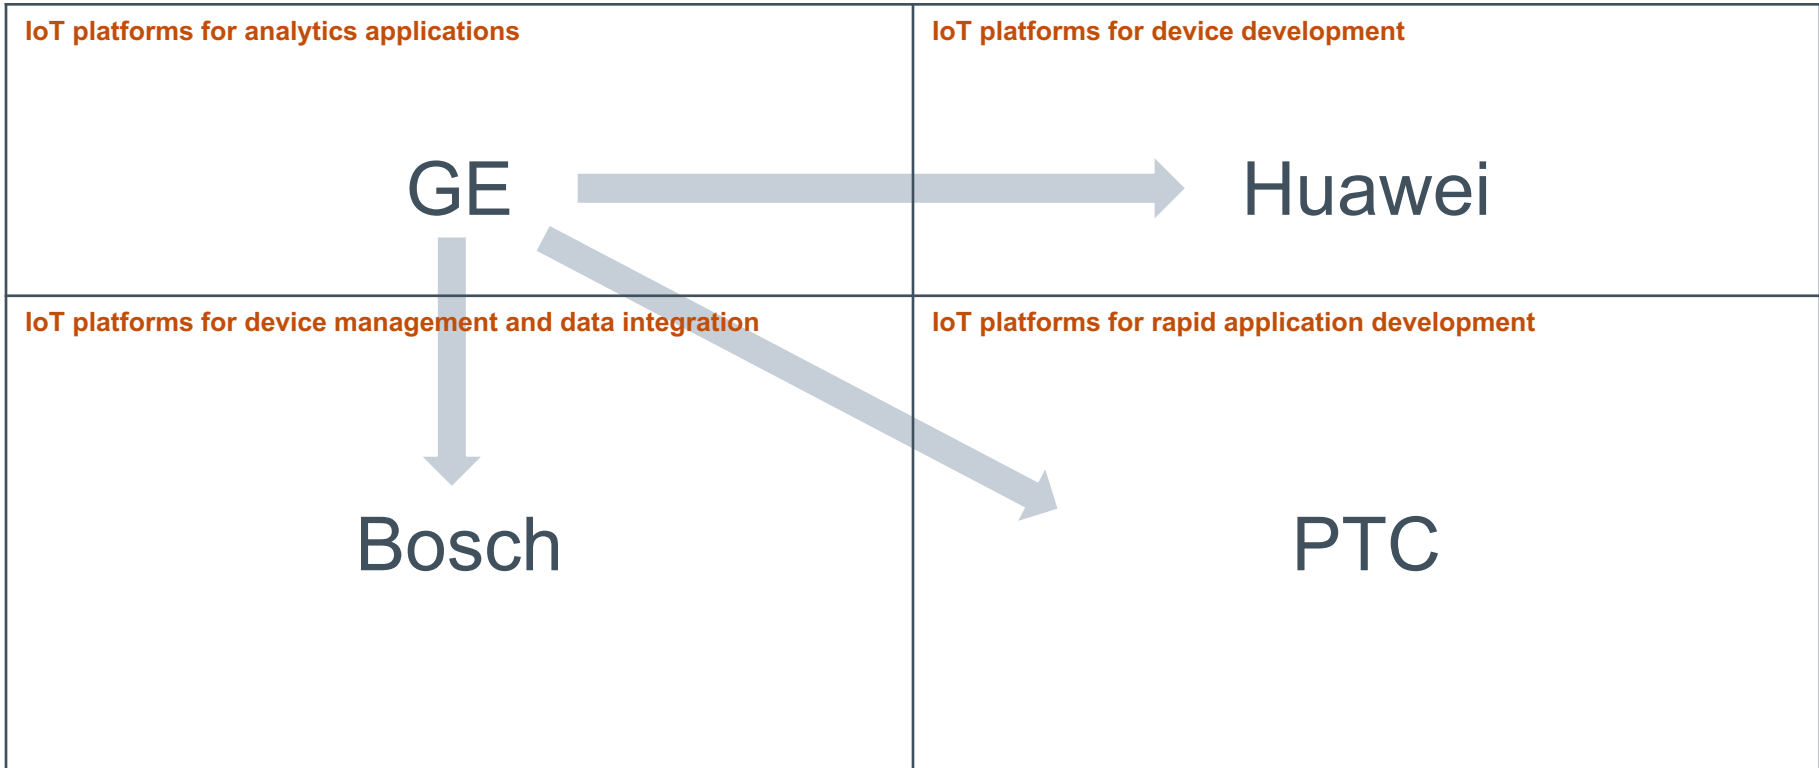 IoT platforms for analytics applications
IoT platforms for device development
GE
Huawei
IoT platforms for device management and data integration
IoT platforms for rapid application development
Bosch
PTC